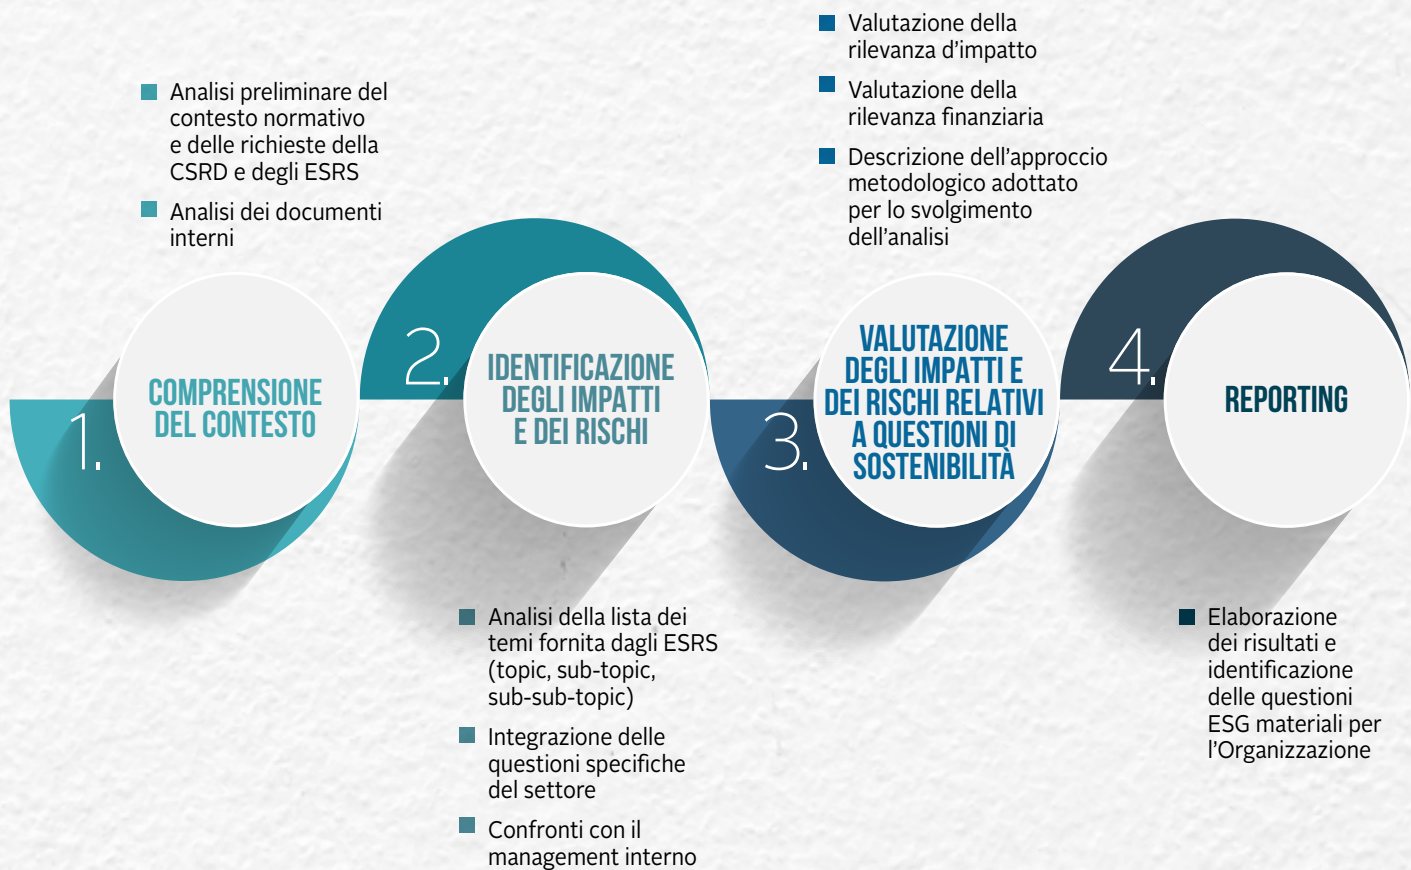 Analisi preliminare del
contesto normativo
e delle richieste della
CSRD e degli ESRS
Analisi dei documenti
interni
1.
COMPRENSIONE
DEL CONTESTO
2.
IDENTIFICAZIONE
DEGLI IMPATTI
E DEI RISCHI
Analisi della lista dei
temi fornita dagli ESRS
(topic, sub-topic,
sub-sub-topic)
Integrazione delle
questioni specifiche
del settore
Confronti con il
management interno
Valutazione della
rilevanza d’impatto
Valutazione della
rilevanza finanziaria
Descrizione dell’approccio
metodologico adottato
per lo svolgimento
dell’analisi
3.
VALUTAZIONE
DEGLI IMPATTI E
DEI RISCHI RELATIVI
A QUESTIONI DI
SOSTENIBILITÀ
4.
REPORTING
Elaborazione
dei risultati e
identificazione
delle questioni
ESG materiali per
l’Organizzazione